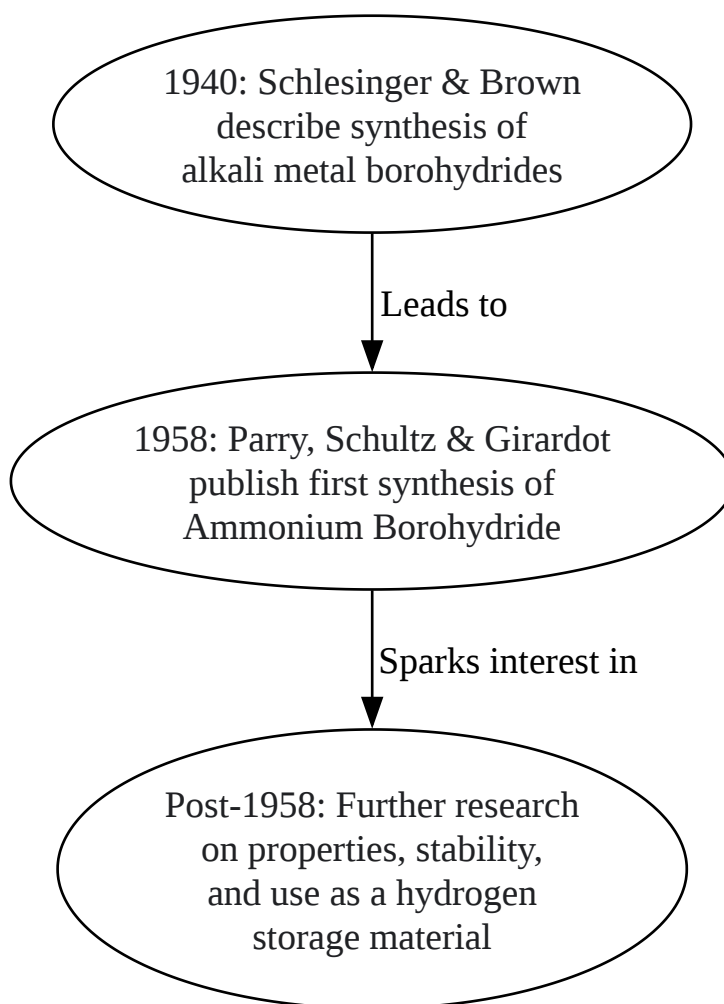 1940: Schlesinger & Brown
describe synthesis of
alkali metal borohydrides
Leads to
1958: Parry, Schultz & Girardot
publish first synthesis of
Ammonium Borohydride
Sparks interest in
Post-1958: Further research
on properties, stability,
and use as a hydrogen
storage material